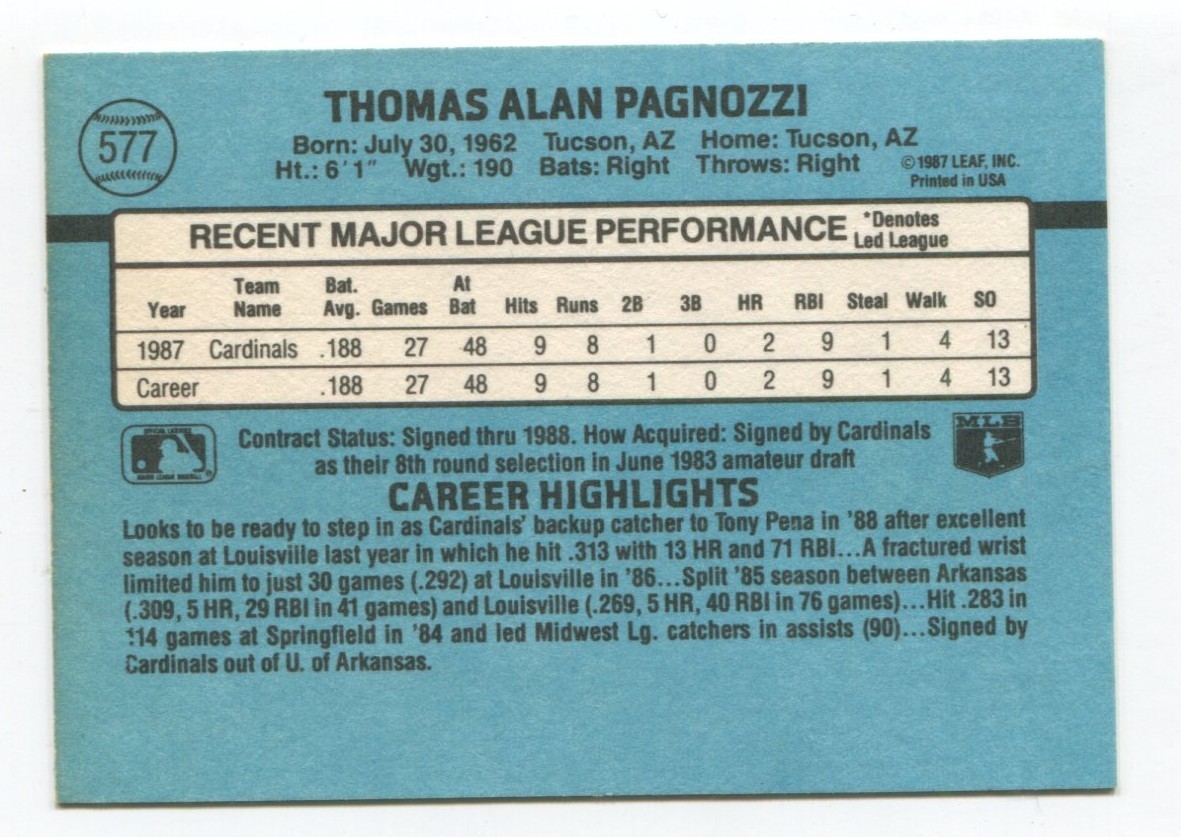 577
THOMAS ALAN PAGNOZZI
Born: July 30, 1962 Tucson, AZ Home: Tucson, AZ
Ht.: 6'1" Wgt.: 190 Bats: Right Throws: Right
©1987 LEAF, INC.
Printed in USA
RECENT MAJOR LEAGUE PERFORMANCE
*Denotes
Led League
Year Team Name Bat. Avg. Games At Bat Hits Runs 2B 3B HR RBI Steal Walk SO
1987 Cardinals .188 27 48 9 8 1 0 2 9 1 4 13
Career .188 27 48 9 8 1 0 2 9 1 4 13
MLB
Contract Status: Signed thru 1988. How Acquired: Signed by Cardinals
as their 8th round selection in June 1983 amateur draft
CAREER HIGHLIGHTS
Looks to be ready to step in as Cardinals' backup catcher to Tony Pena in '88 after excellent
season at Louisville last year in which he hit .313 with 13 HR and 71 RBI...A fractured wrist
limited him to just 30 games (.292) at Louisville in '86...Split '85 season between Arkansas
(.309, 5 HR, 29 RBI in 41 games) and Louisville (.269, 5 HR, 40 RBI in 76 games)...Hit .283 in
114 games at Springfield in '84 and led Midwest Lg. catchers in assists (90)...Signed by
Cardinals out of U. of Arkansas.